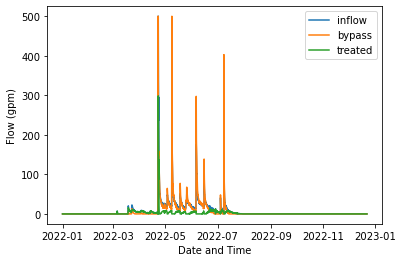 500
400
300
200
100
0
Flow (gpm)
inflow
bypass
treated
2022-01
2022-03
2022-05
2022-07
2022-09
2022-11
2023-01
Date and Time